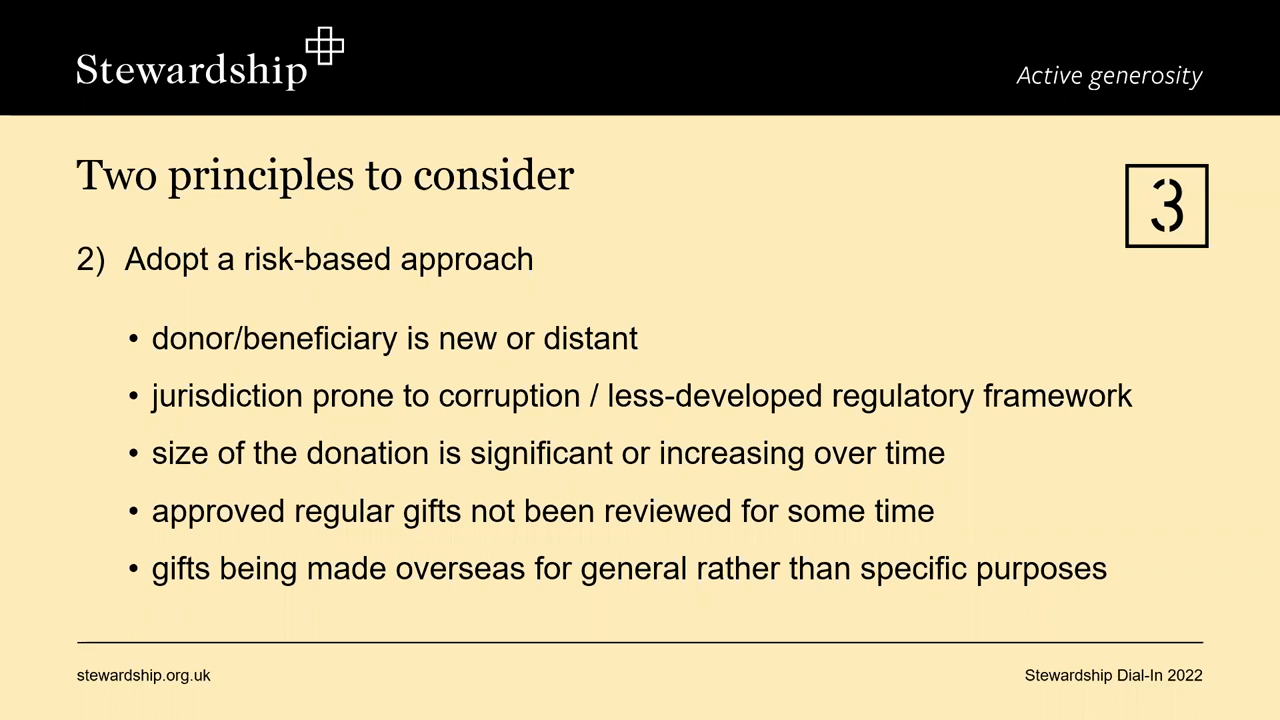 Stewardship
Active generosity
Two principles to consider
3
2) Adopt a risk-based approach
• donor/beneficiary is new or distant
• jurisdiction prone to corruption / less-developed regulatory framework
• size of the donation is significant or increasing over time
• approved regular gifts not been reviewed for some time
• gifts being made overseas for general rather than specific purposes
stewardship.org.uk
Stewardship Dial-In 2022